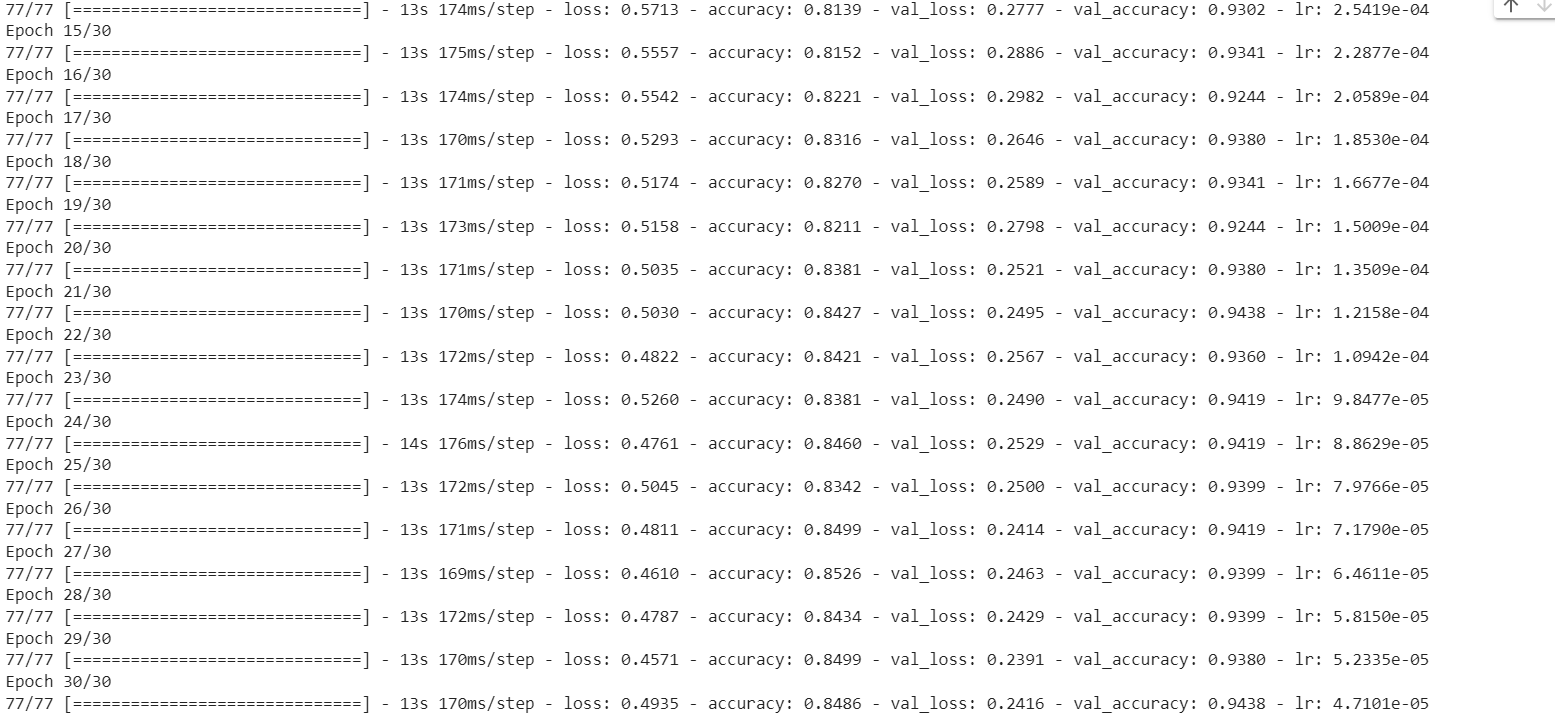 77/77 [==============================] - 13s 174ms/step - loss: 0.5713 - accuracy: 0.8139 - val_loss: 0.2777 - val_accuracy: 0.9302 - lr: 2.5419e-04
Epoch 15/30
77/77 [==============================] - 13s 175ms/step - loss: 0.5557 - accuracy: 0.8152 - val_loss: 0.2886 - val_accuracy: 0.9341 - lr: 2.2877e-04
Epoch 16/30
77/77 [==============================] - 13s 174ms/step - loss: 0.5542 - accuracy: 0.8221 - val_loss: 0.2982 - val_accuracy: 0.9244 - lr: 2.0589e-04
Epoch 17/30
77/77 [==============================] - 13s 170ms/step - loss: 0.5293 - accuracy: 0.8316 - val_loss: 0.2646 - val_accuracy: 0.9380 - lr: 1.8530e-04
Epoch 18/30
77/77 [==============================] - 13s 171ms/step - loss: 0.5174 - accuracy: 0.8270 - val_loss: 0.2589 - val_accuracy: 0.9341 - lr: 1.6677e-04
Epoch 19/30
77/77 [==============================] - 13s 173ms/step - loss: 0.5158 - accuracy: 0.8211 - val_loss: 0.2798 - val_accuracy: 0.9244 - lr: 1.5009e-04
Epoch 20/30
77/77 [==============================] - 13s 171ms/step - loss: 0.5035 - accuracy: 0.8381 - val_loss: 0.2521 - val_accuracy: 0.9380 - lr: 1.3509e-04
Epoch 21/30
77/77 [==============================] - 13s 170ms/step - loss: 0.5030 - accuracy: 0.8427 - val_loss: 0.2495 - val_accuracy: 0.9438 - lr: 1.2158e-04
Epoch 22/30
77/77 [==============================] - 13s 172ms/step - loss: 0.4822 - accuracy: 0.8421 - val_loss: 0.2567 - val_accuracy: 0.9360 - lr: 1.0942e-04
Epoch 23/30
77/77 [==============================] - 13s 174ms/step - loss: 0.5260 - accuracy: 0.8381 - val_loss: 0.2490 - val_accuracy: 0.9419 - lr: 9.8477e-05
Epoch 24/30
77/77 [==============================] - 14s 176ms/step - loss: 0.4761 - accuracy: 0.8460 - val_loss: 0.2529 - val_accuracy: 0.9419 - lr: 8.8629e-05
Epoch 25/30
77/77 [==============================] - 13s 172ms/step - loss: 0.5045 - accuracy: 0.8342 - val_loss: 0.2500 - val_accuracy: 0.9399 - lr: 7.9766e-05
Epoch 26/30
77/77 [==============================] - 13s 171ms/step - loss: 0.4811 - accuracy: 0.8499 - val_loss: 0.2414 - val_accuracy: 0.9419 - lr: 7.1790e-05
Epoch 27/30
77/77 [==============================] - 13s 169ms/step - loss: 0.4610 - accuracy: 0.8526 - val_loss: 0.2463 - val_accuracy: 0.9399 - lr: 6.4611e-05
Epoch 28/30
77/77 [==============================] - 13s 172ms/step - loss: 0.4787 - accuracy: 0.8434 - val_loss: 0.2429 - val_accuracy: 0.9399 - lr: 5.8150e-05
Epoch 29/30
77/77 [==============================] - 13s 170ms/step - loss: 0.4571 - accuracy: 0.8499 - val_loss: 0.2391 - val_accuracy: 0.9380 - lr: 5.2335e-05
Epoch 30/30
77/77 [==============================] - 13s 170ms/step - loss: 0.4935 - accuracy: 0.8486 - val_loss: 0.2416 - val_accuracy: 0.9438 - lr: 4.7101e-05